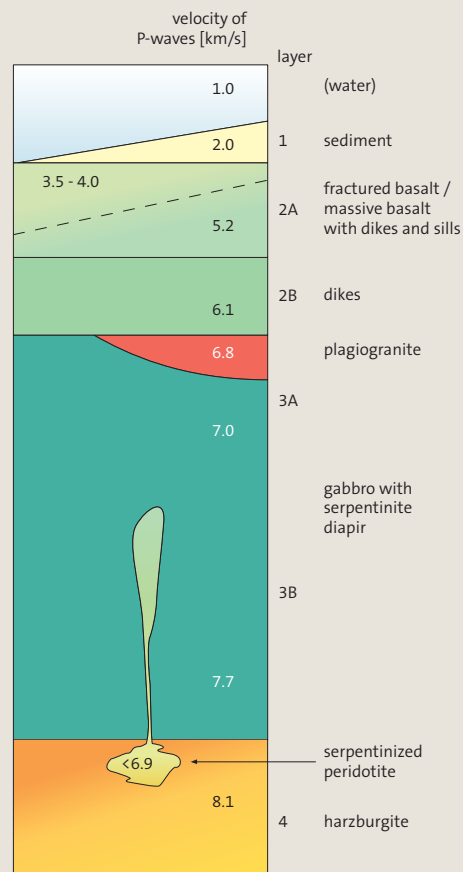 velocity of
P-waves [km/s]
layer
1.0
(water)
2.0
1
sediment
3.5 - 4.0
5.2
2A
fractured basalt /
massive basalt
with dikes and sills
6.1
2B
dikes
6.8
plagiogranite
3A
7.0
gabbro with
serpentinite
diapir
3B
7.7
<6.9
serpentinized
peridotite
8.1
4
harzburgite